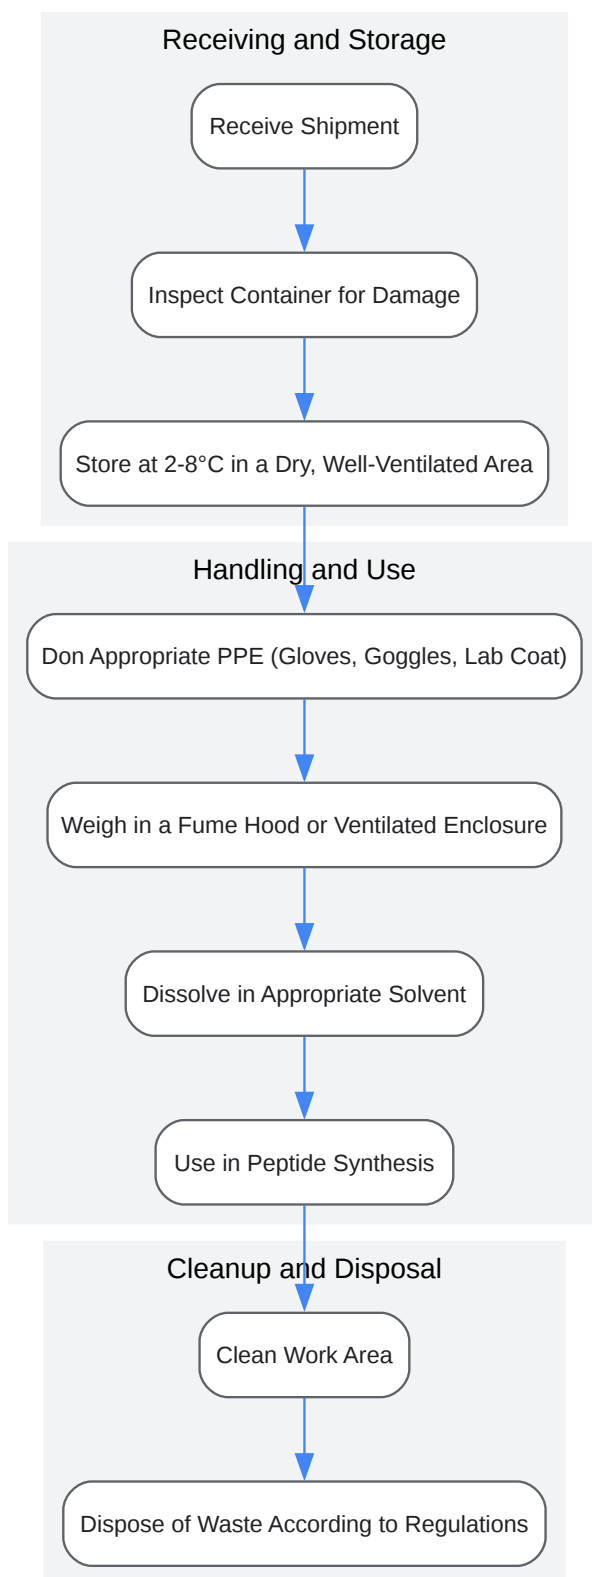 Receiving and Storage
Receive Shipment
Inspect Container for Damage
Store at 2-8°C in a Dry, Well-Ventilated Area
Handling and Use
Don Appropriate PPE (Gloves, Goggles, Lab Coat)
Weigh in a Fume Hood or Ventilated Enclosure
Dissolve in Appropriate Solvent
Use in Peptide Synthesis
Cleanup and Disposal
Clean Work Area
Dispose of Waste According to Regulations